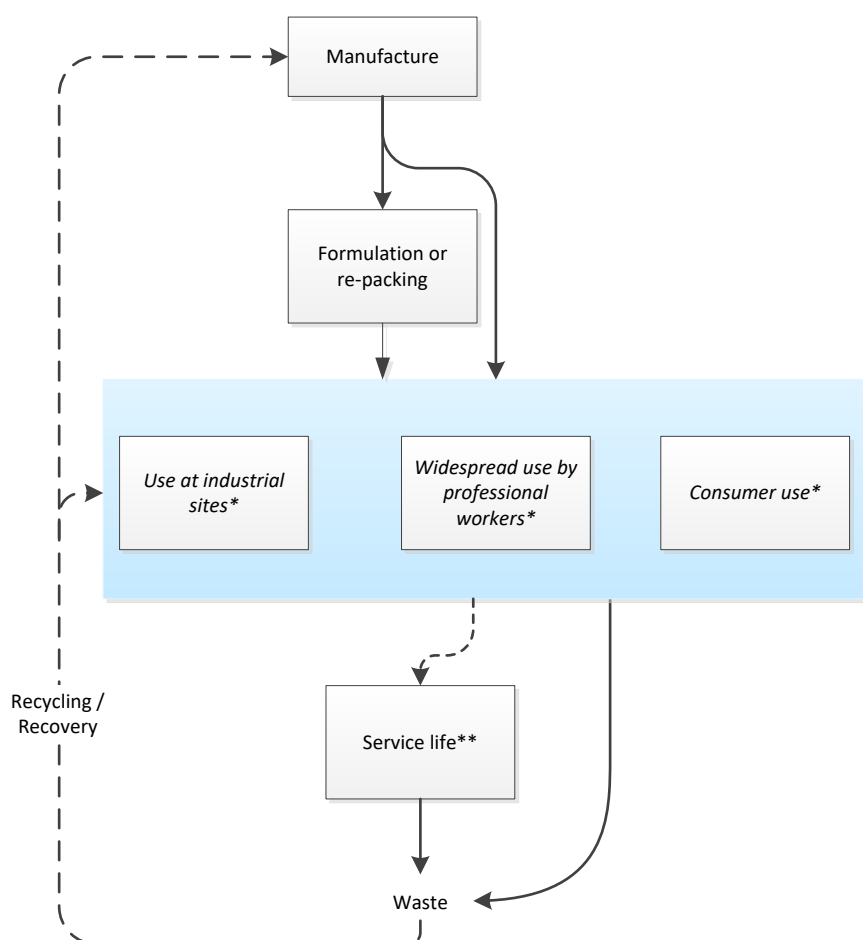 Manufacture
Formulation or
re-packing
Use at industrial
sites*
Widespread use by
professional
workers*
Consumer use*
Recycling /
Recovery
Service life**
Waste